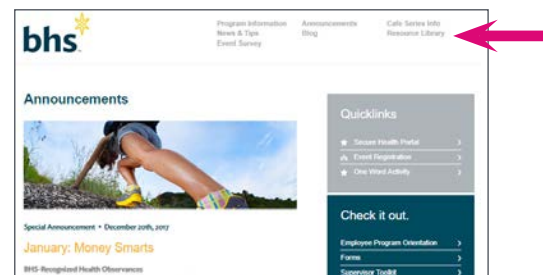 bhs
Program Information
News & Tips
Event Survey
Announcements
Blog
Cafe Series Info
Resource Library
Announcements
Special Announcement • December 20th, 2017
January: Money Smarts
BHS-Recognized Health Observances
Quicklinks
Secure Health Portal
Event Registration
One Word Activity
Check it out.
Employee Program Orientation
Forms
Supervisor Toolkit